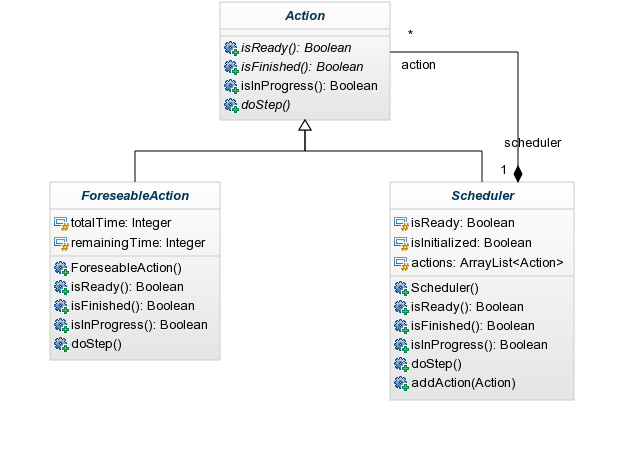 Action
isReady(): Boolean
isFinished(): Boolean
isInProgress(): Boolean
doStep()
*
action
scheduler
1
ForeseableAction
totalTime: Integer
remainingTime: Integer
ForeseableAction()
isReady(): Boolean
isFinished(): Boolean
isInProgress(): Boolean
doStep()
Scheduler
isReady: Boolean
isInitialized: Boolean
actions: ArrayList<Action>
Scheduler()
isReady(): Boolean
isFinished(): Boolean
isInProgress(): Boolean
doStep()
addAction(Action)